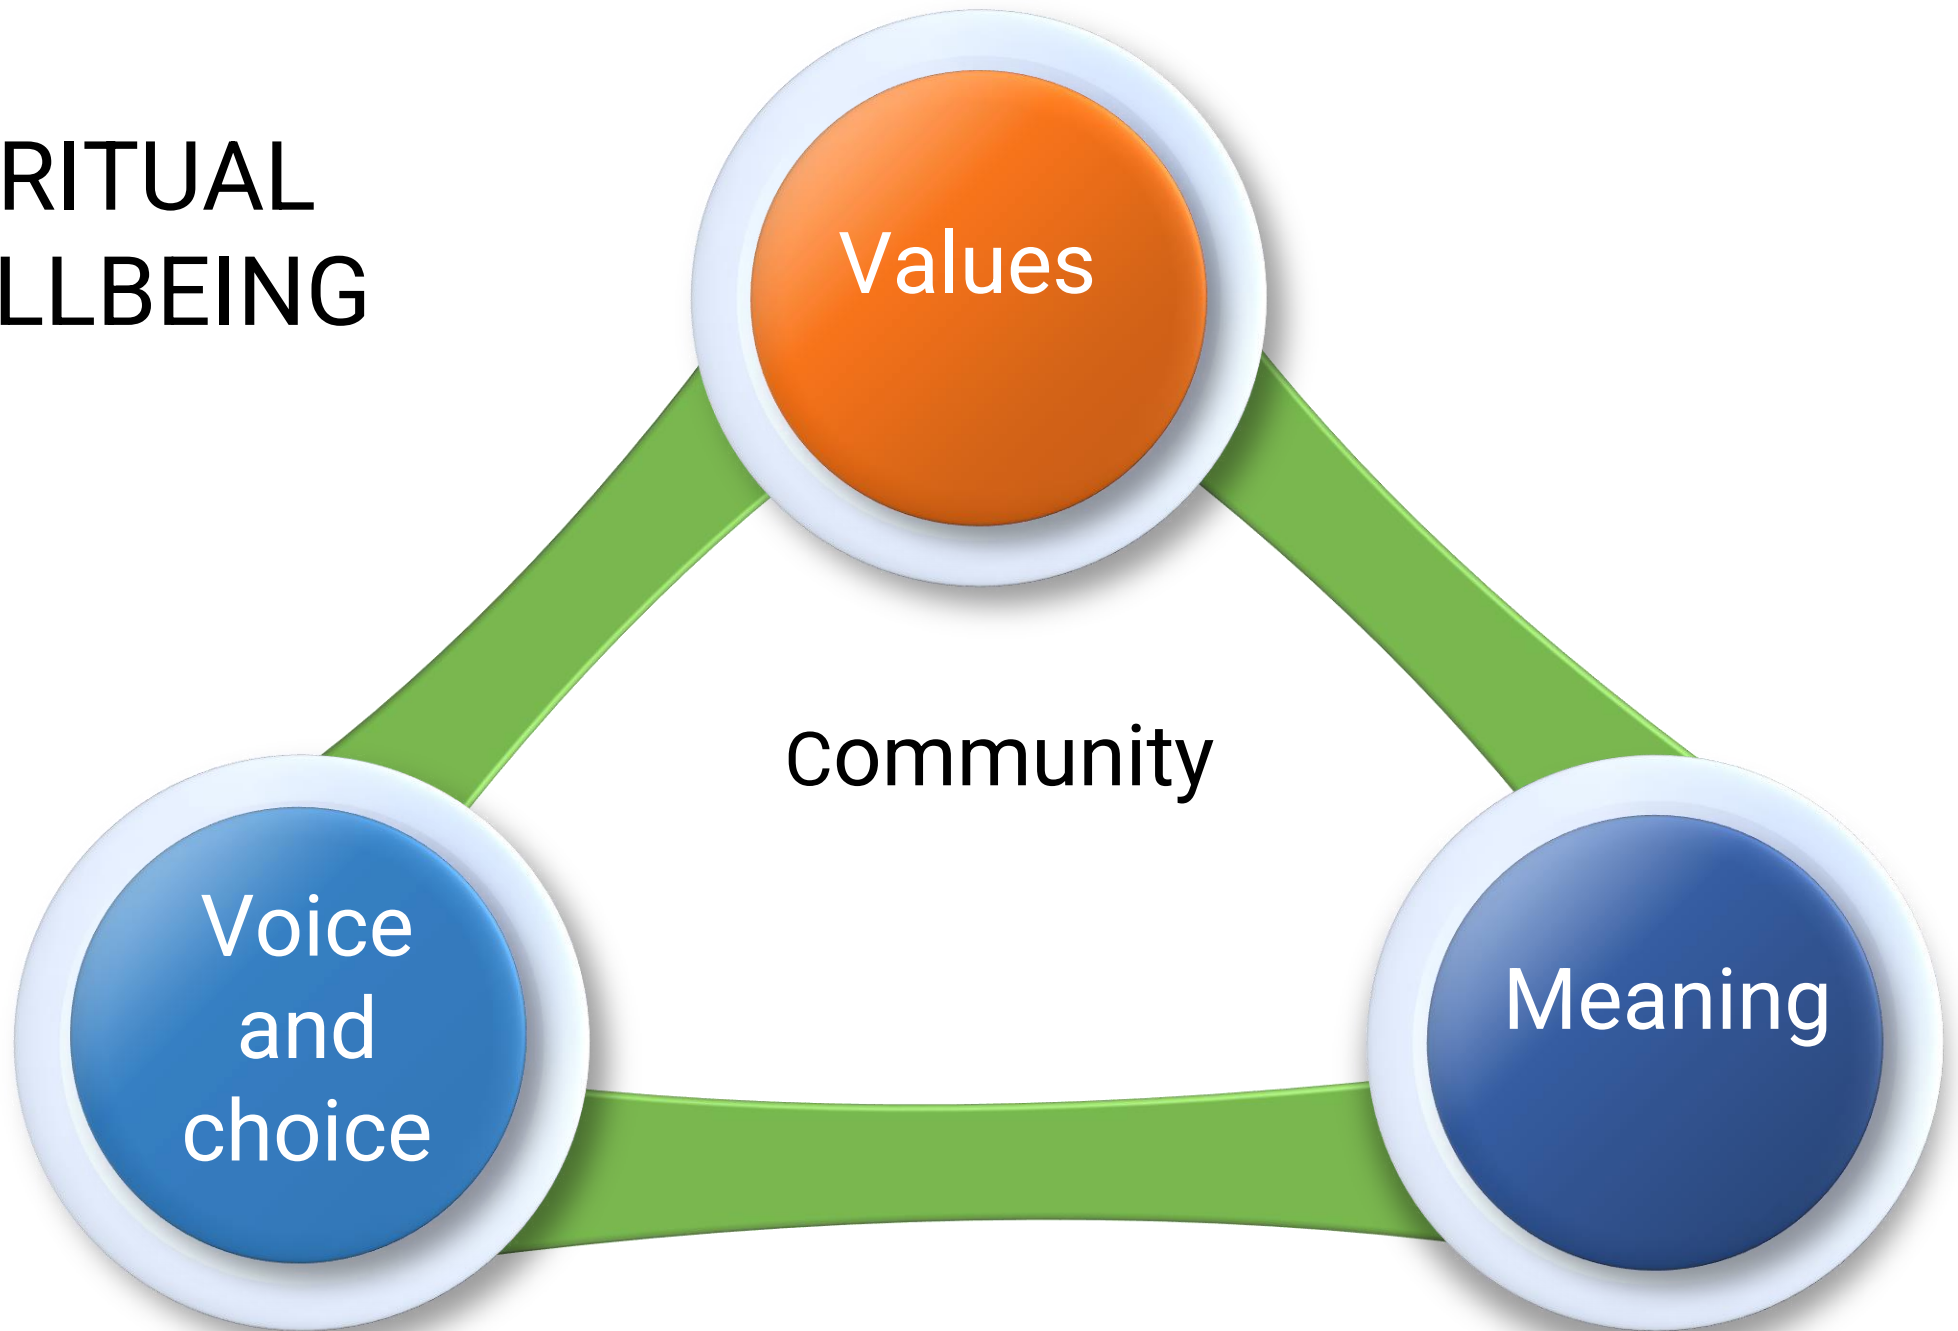 RITUAL
LLBEING
Values
Community
Voice
and
choice
Meaning